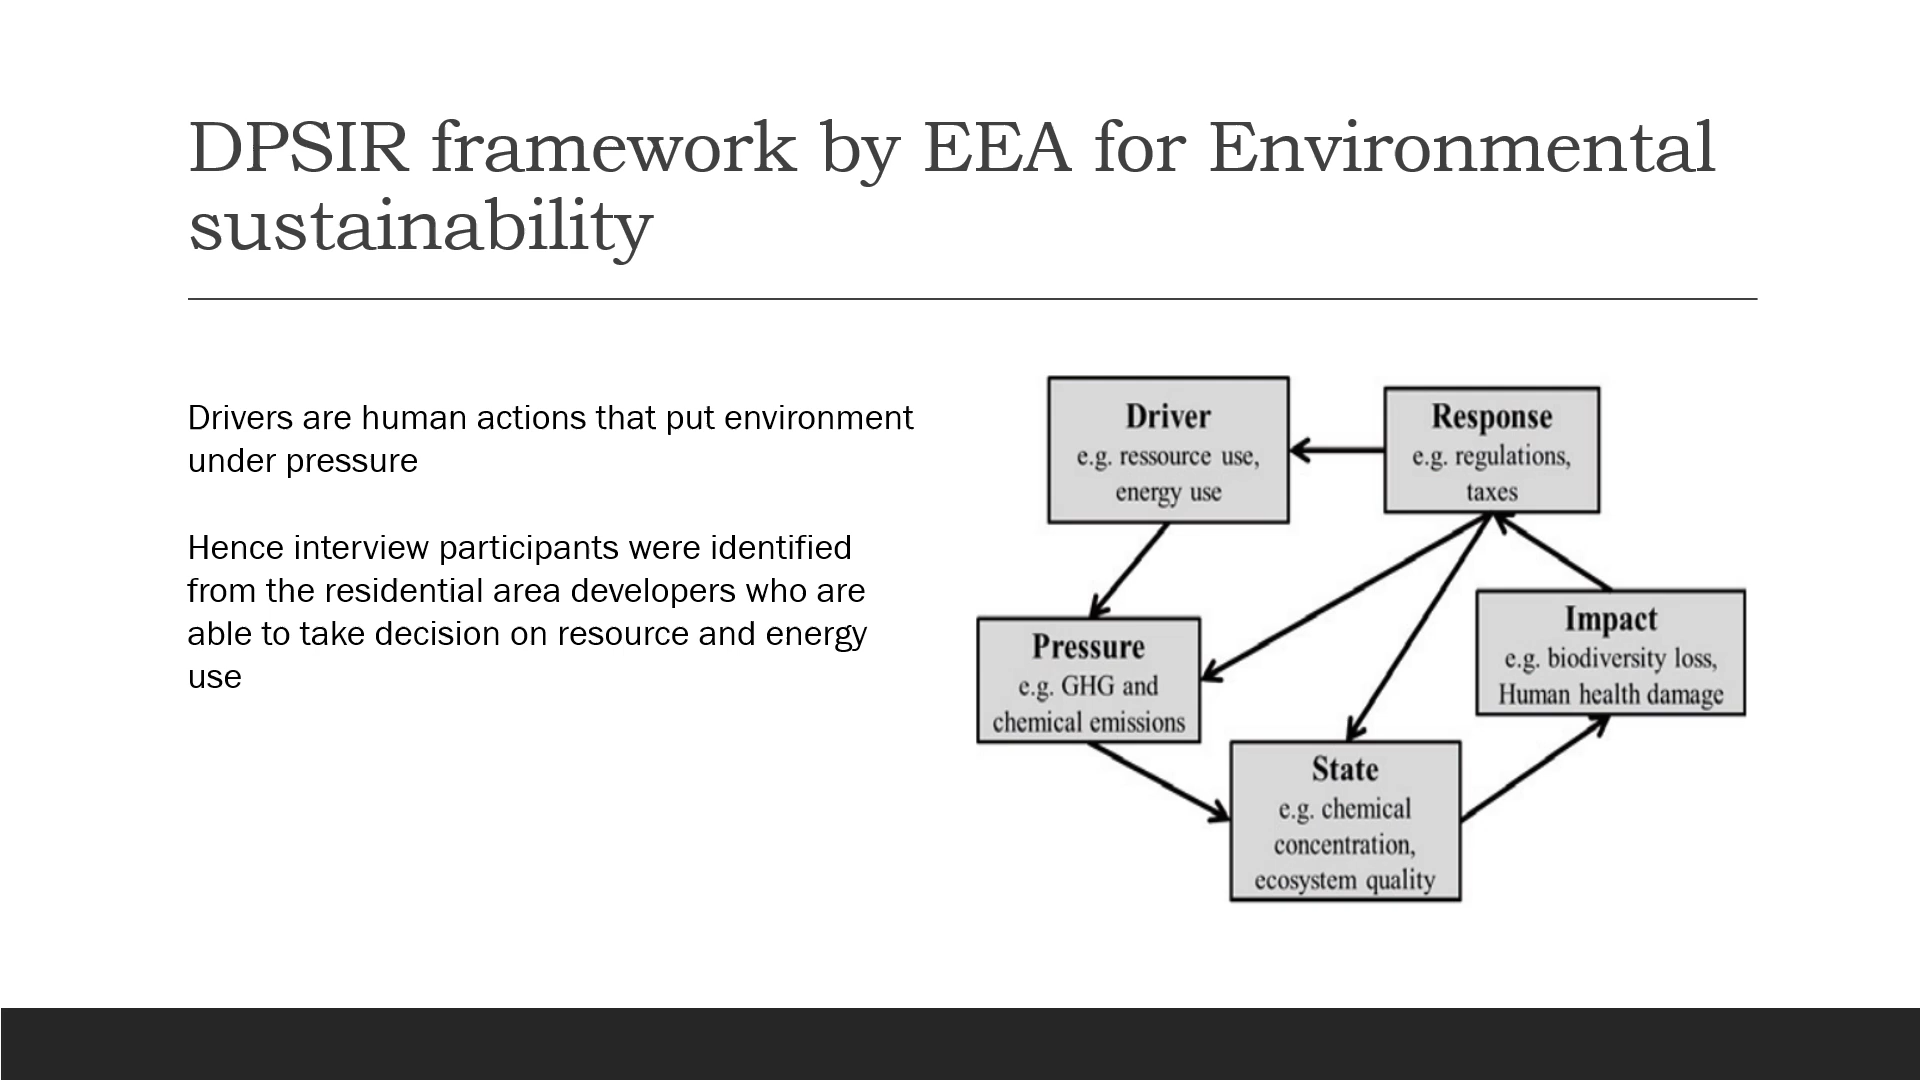 DPSIR framework by EEA for Environmental
sustainability
Drivers are human actions that put environment
under pressure
Hence interview participants were identified
from the residential area developers who are
able to take decision on resource and energy
use
Driver
e.g. ressource use,
energy use
Response
e.g. regulations,
taxes
Pressure
e.g. GHG and
chemical emissions
Impact
e.g. biodiversity loss,
Human health damage
State
e.g. chemical
concentration,
ecosystem quality